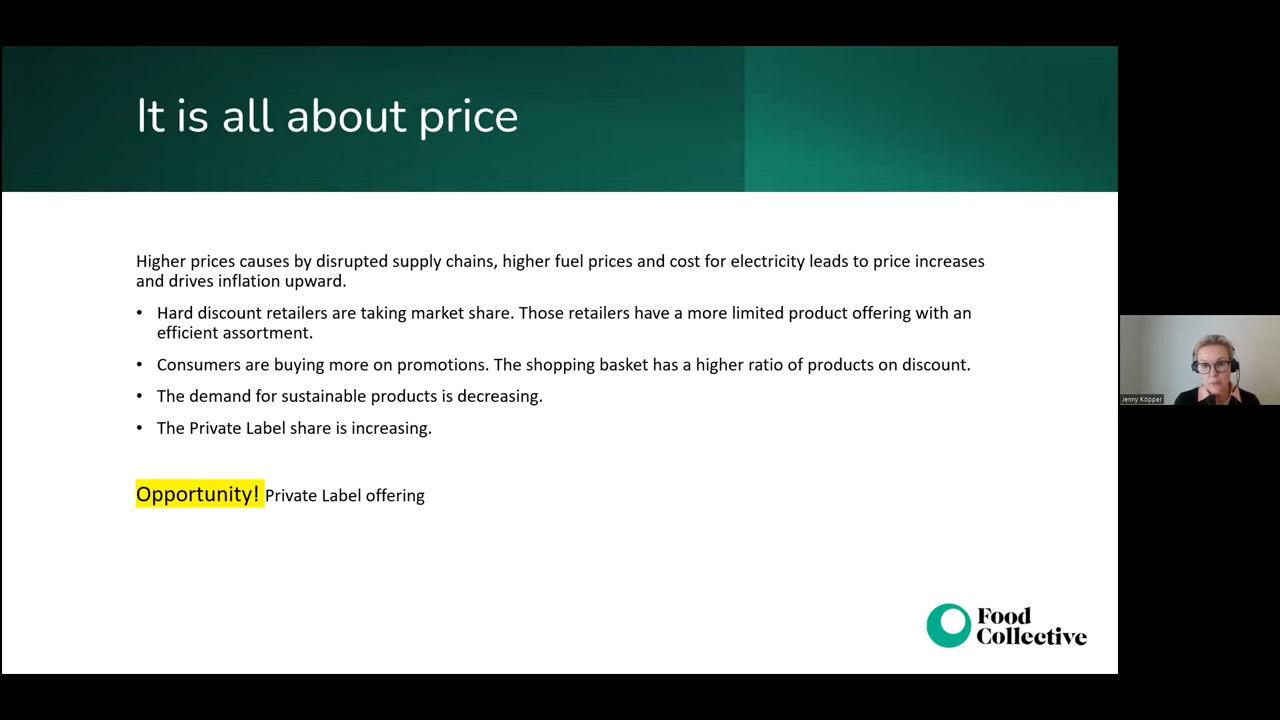 It is all about price
Higher prices causes by disrupted supply chains, higher fuel prices and cost for electricity leads to price increases
and drives inflation upward.
• Hard discount retailers are taking market share. Those retailers have a more limited product offering with an
efficient assortment.
• Consumers are buying more on promotions. The shopping basket has a higher ratio of products on discount.
• The demand for sustainable products is decreasing.
• The Private Label share is increasing.
Opportunity! Private Label offering
Food
Collective
Jenny Köpper